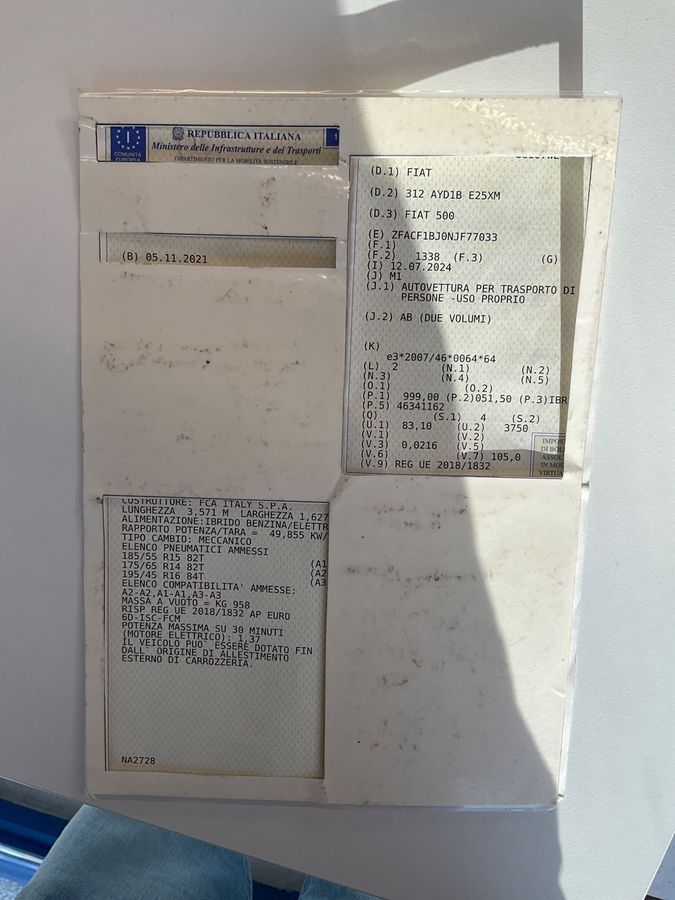 I
COMUNITÀ
EUROPEA
REPUBBLICA ITALIANA
Ministero delle Infrastrutture e dei Trasporti
DIPARTIMENTO PER LA MOBILITÀ SOSTENIBILE
(B) 05.11.2021
(D.1) FIAT
(D.2) 312 AYD1B E25XM
(D.3) FIAT 500
(E) ZFACF1BJ0NJF77033
(F.1)
(F.2) 1338 (F.3) (G)
(I) 12.07.2024
(J) M1
(J.1) AUTOVETTURA PER TRASPORTO DI
PERSONE -USO PROPRIO
(J.2) AB (DUE VOLUMI)
(K)
e3*2007/46*0064*64
(L) 2 (N.1) (N.2)
(N.3) (N.4) (N.5)
(O.1) (O.2)
(P.1) 999,00 (P.2)051,50 (P.3)IBR
(P.5) 46341162
(Q) (S.1) 4 (S.2)
(U.1) 83,10 (U.2) 3750
(V.1) (V.2)
(V.3) 0,0216 (V.5)
(V.6) (V.7) 105,0
(V.9) REG UE 2018/1832
IMPOS
DI BOL
ASSOL
IN MOD
VIRTUA
COSTRUTTORE: FCA ITALY S.P.A.
LUNGHEZZA 3,571 M LARGHEZZA 1,627
ALIMENTAZIONE:IBRIDO BENZINA/ELETTR
RAPPORTO POTENZA/TARA = 49,855 KW/
TIPO CAMBIO: MECCANICO
ELENCO PNEUMATICI AMMESSI
185/55 R15 82T (A1
175/65 R14 82T (A2
195/45 R16 84T (A3
ELENCO COMPATIBILITA' AMMESSE:
A2-A2,A1-A1,A3-A3
MASSA A VUOTO = KG 958
RISP REG UE 2018/1832 AP EURO
6D-ISC-FCM
POTENZA MASSIMA SU 30 MINUTI
(MOTORE ELETTRICO): 1,37
IL VEICOLO PUO` ESSERE DOTATO FIN
DALL` ORIGINE DI ALLESTIMENTO
ESTERNO DI CARROZZERIA.
NA2728